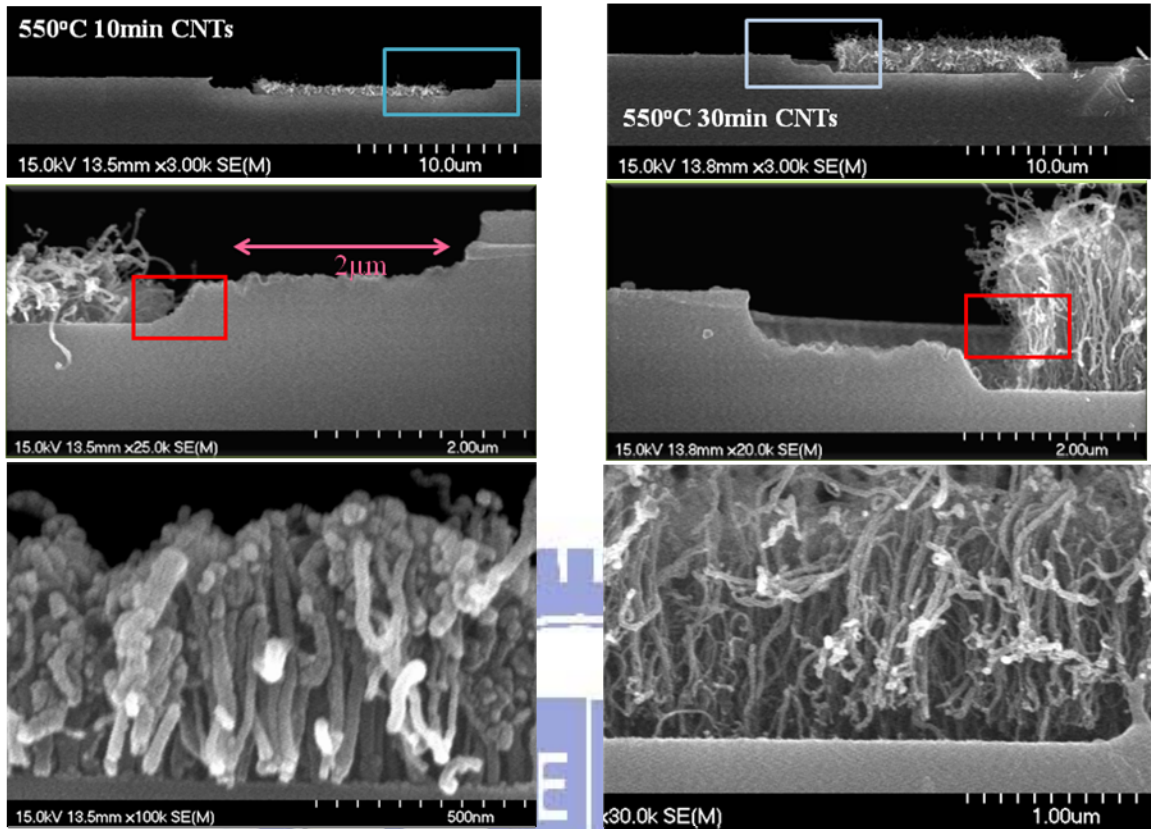 550°C 10min CNTs
15.0kV 13.5mm x3.00k SE(M) 10.0um
550°C 30min CNTs
15.0kV 13.8mm x3.00k SE(M) 10.0um
2μm
15.0kV 13.5mm x25.0k SE(M) 2.00um
15.0kV 13.8mm x20.0k SE(M) 2.00um
15.0kV 13.5mm x100k SE(M) 500nm
E
x30.0k SE(M) 1.00um